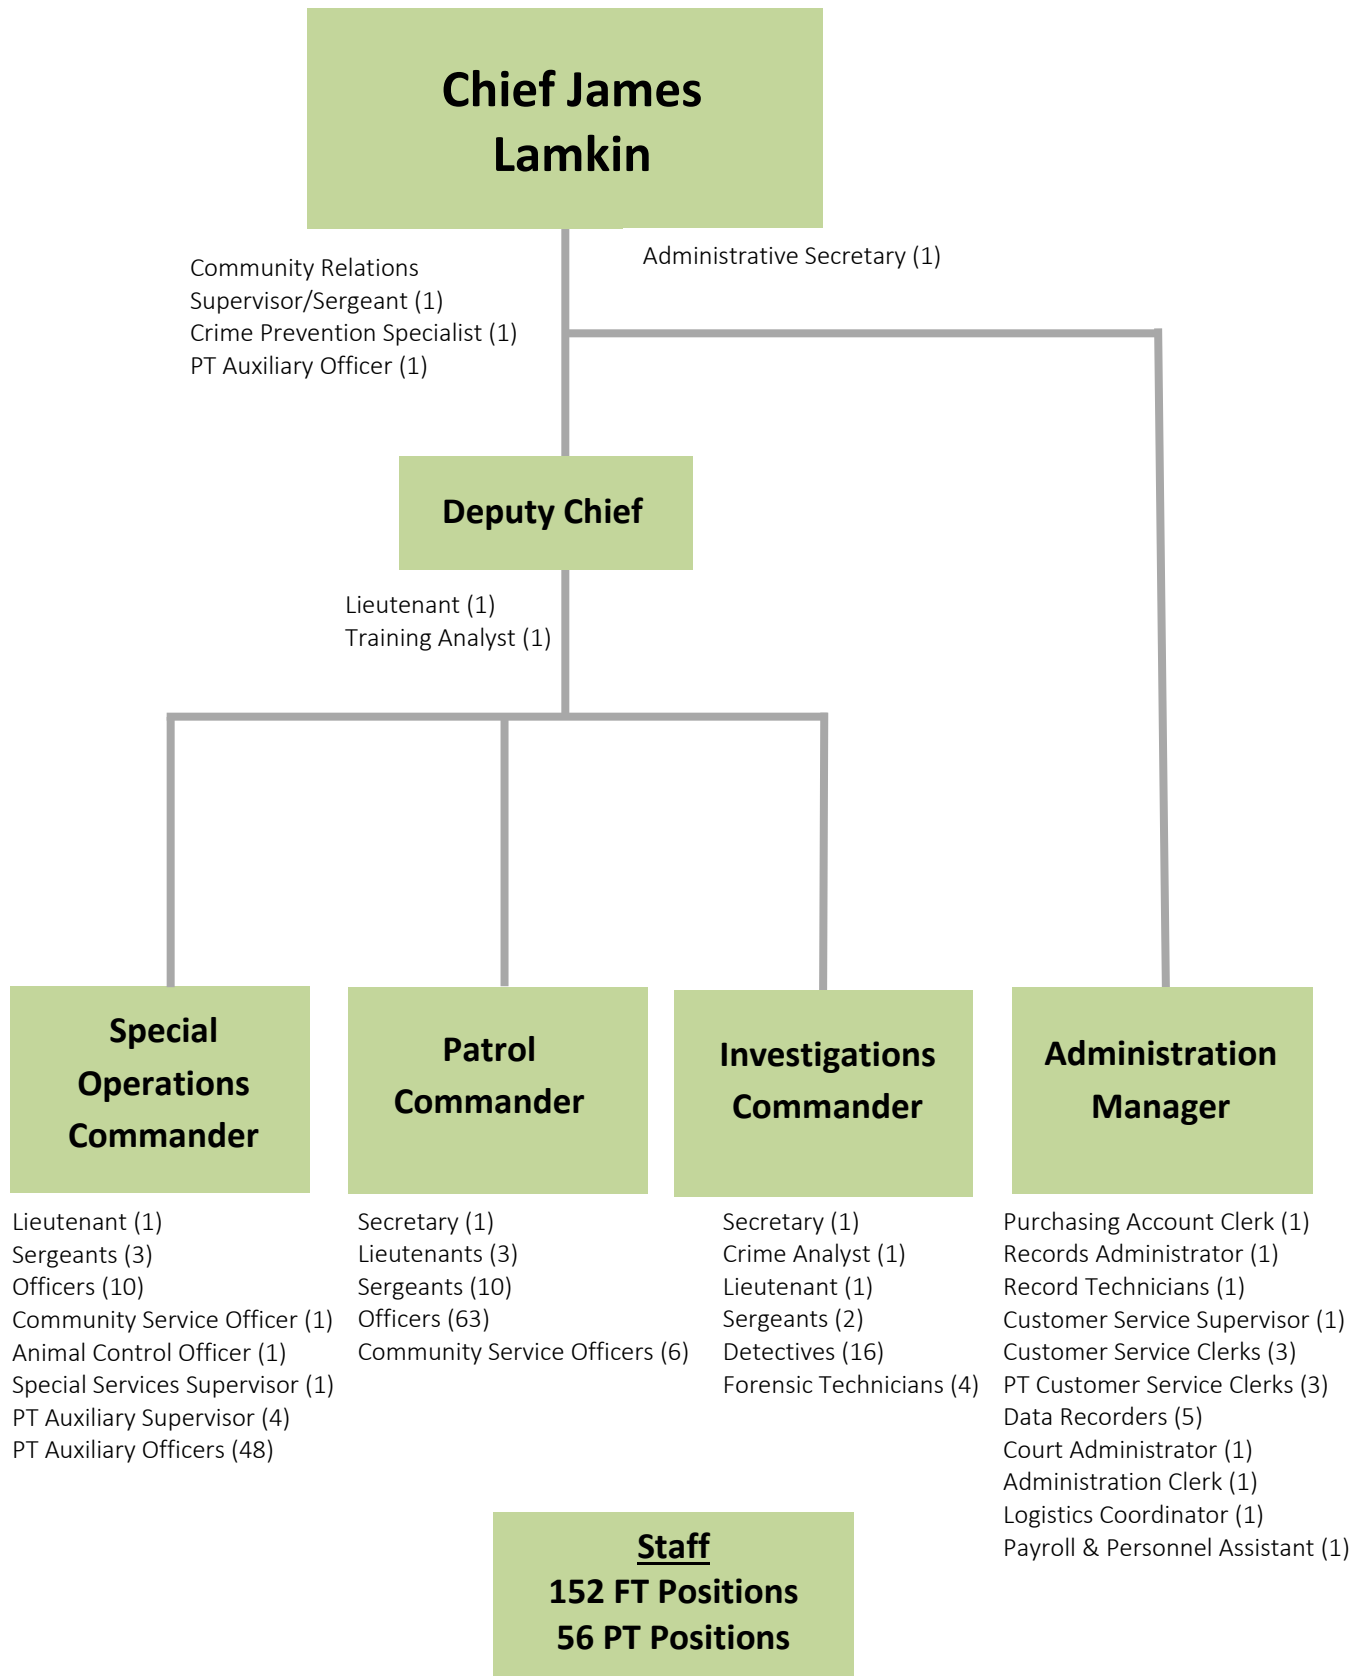 Chief James
Lamkin
Administrative Secretary (1)
Community Relations
Supervisor/Sergeant (1)
Crime Prevention Specialist (1)
PT Auxiliary Officer (1)
Deputy Chief
Lieutenant (1)
Training Analyst (1)
Special
Operations
Commander
Lieutenant (1)
Sergeants (3)
Officers (10)
Community Service Officer (1)
Animal Control Officer (1)
Special Services Supervisor (1)
PT Auxiliary Supervisor (4)
PT Auxiliary Officers (48)
Patrol
Commander
Secretary (1)
Lieutenants (3)
Sergeants (10)
Officers (63)
Community Service Officers (6)
Investigations
Commander
Secretary (1)
Crime Analyst (1)
Lieutenant (1)
Sergeants (2)
Detectives (16)
Forensic Technicians (4)
Administration
Manager
Purchasing Account Clerk (1)
Records Administrator (1)
Record Technicians (1)
Customer Service Supervisor (1)
Customer Service Clerks (3)
PT Customer Service Clerks (3)
Data Recorders (5)
Court Administrator (1)
Administration Clerk (1)
Logistics Coordinator (1)
Payroll & Personnel Assistant (1)
Staff
152 FT Positions
56 PT Positions